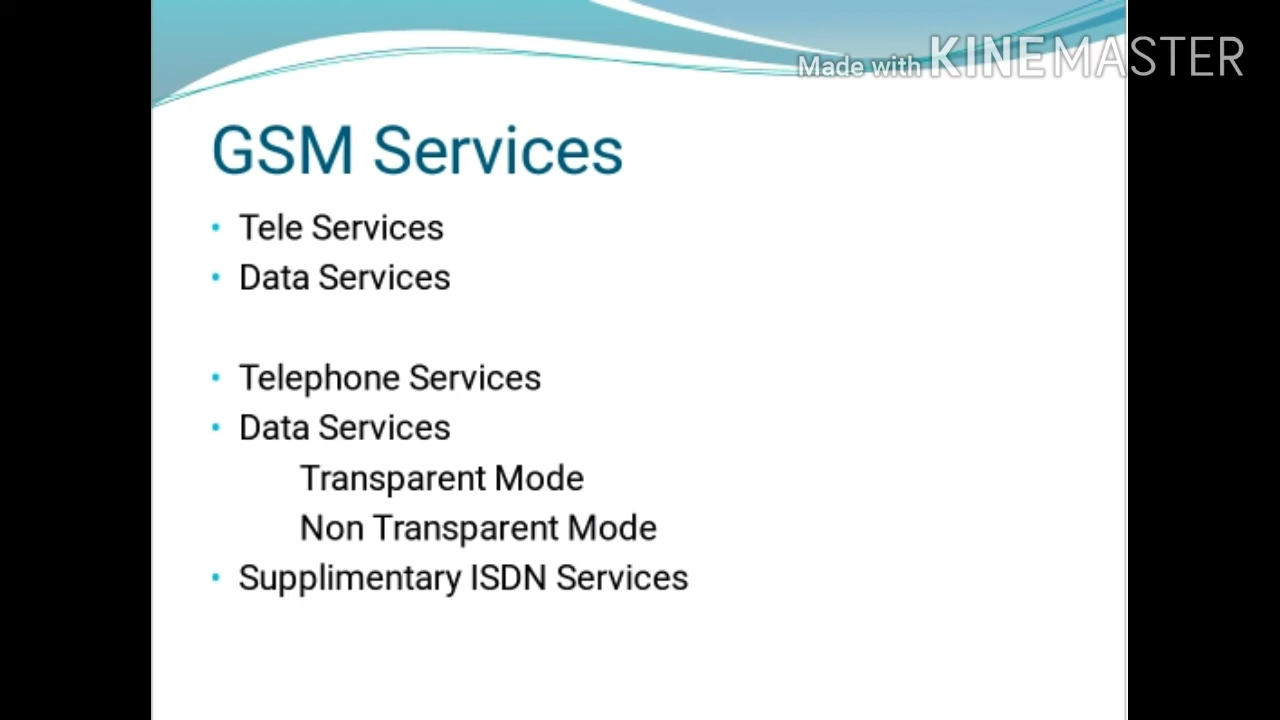 Made with KINEMASTER
GSM Services
• Tele Services
• Data Services
• Telephone Services
• Data Services
Transparent Mode
Non Transparent Mode
• Supplimentary ISDN Services